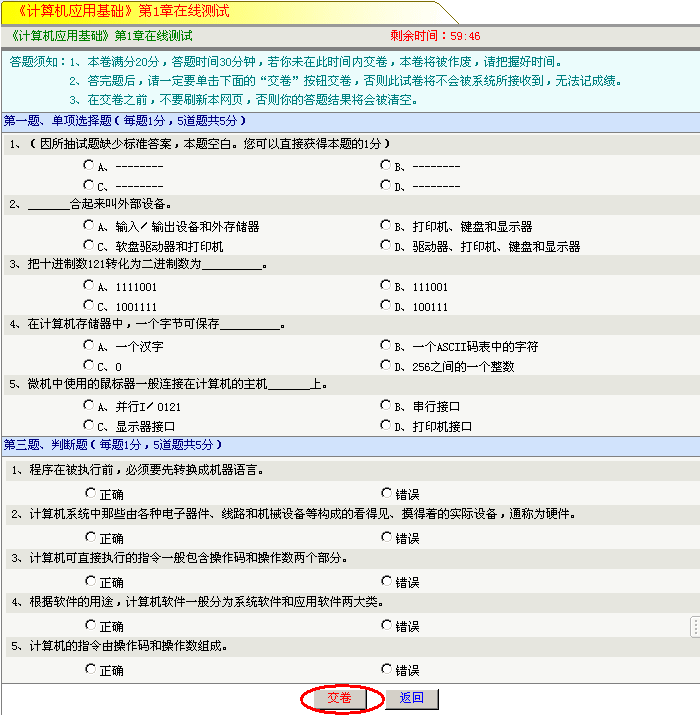 《计算机应用基础》第1章在线测试
《计算机应用基础》第1章在线测试 剩余时间：59:46
答题须知：1、本卷满分20分，答题时间30分钟，若你未在此时间内交卷，本卷将被作废，请把握好时间。
2、答完题后，请一定要单击下面的“交卷”按钮交卷，否则此试卷将不会被系统所接收到，无法记成绩。
3、在交卷之前，不要刷新本网页，否则你的答题结果将会被清空。
第一题、单项选择题（每题1分，5道题共5分）
1、（因所抽试题缺少标准答案，本题空白。您可以直接获得本题的1分）
A、-------- B、--------
C、-------- D、--------
2、_______合起来叫外部设备。
A、输入／输出设备和外存储器 B、打印机、键盘和显示器
C、软盘驱动器和打印机 D、驱动器、打印机、键盘和显示器
3、把十进制数121转化为二进制数为__________。
A、1111001 B、111001
C、1001111 D、100111
4、在计算机存储器中，一个字节可保存__________。
A、一个汉字 B、一个ASCII码表中的字符
C、0 D、256之间的一个整数
5、微机中使用的鼠标器一般连接在计算机的主机_______上。
A、并行I／0121 B、串行接口
C、显示器接口 D、打印机接口
第三题、判断题（每题1分，5道题共5分）
1、程序在被执行前，必须要先转换成机器语言。
正确 错误
2、计算机系统中那些由各种电子器件、线路和机械设备等构成的看得见、摸得着的实际设备，通称为硬件。
正确 错误
3、计算机可直接执行的指令一般包含操作码和操作数两个部分。
正确 错误
4、根据软件的用途，计算机软件一般分为系统软件和应用软件两大类。
正确 错误
5、计算机的指令由操作码和操作数组成。
正确 错误
交卷 返回